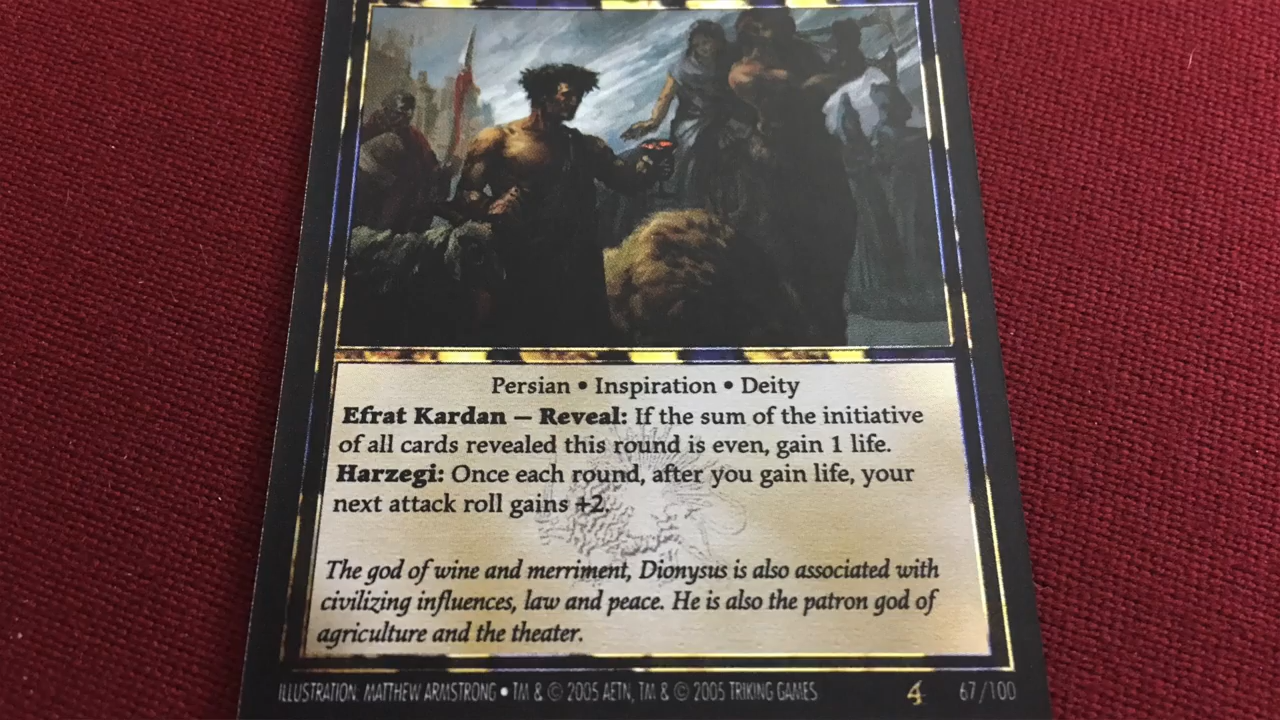 Persian • Inspiration • Deity
Efrat Kardan – Reveal: If the sum of the initiative
of all cards revealed this round is even, gain 1 life.
Harzegi: Once each round, after you gain life, your
next attack roll gains +2.
The god of wine and merriment, Dionysus is also associated with
civilizing influences, law and peace. He is also the patron god of
agriculture and the theater.
ILLUSTRATION: MATTHEW ARMSTRONG • TM & © 2005 AETN, TM & © 2005 TRIKING GAMES 4 67/100